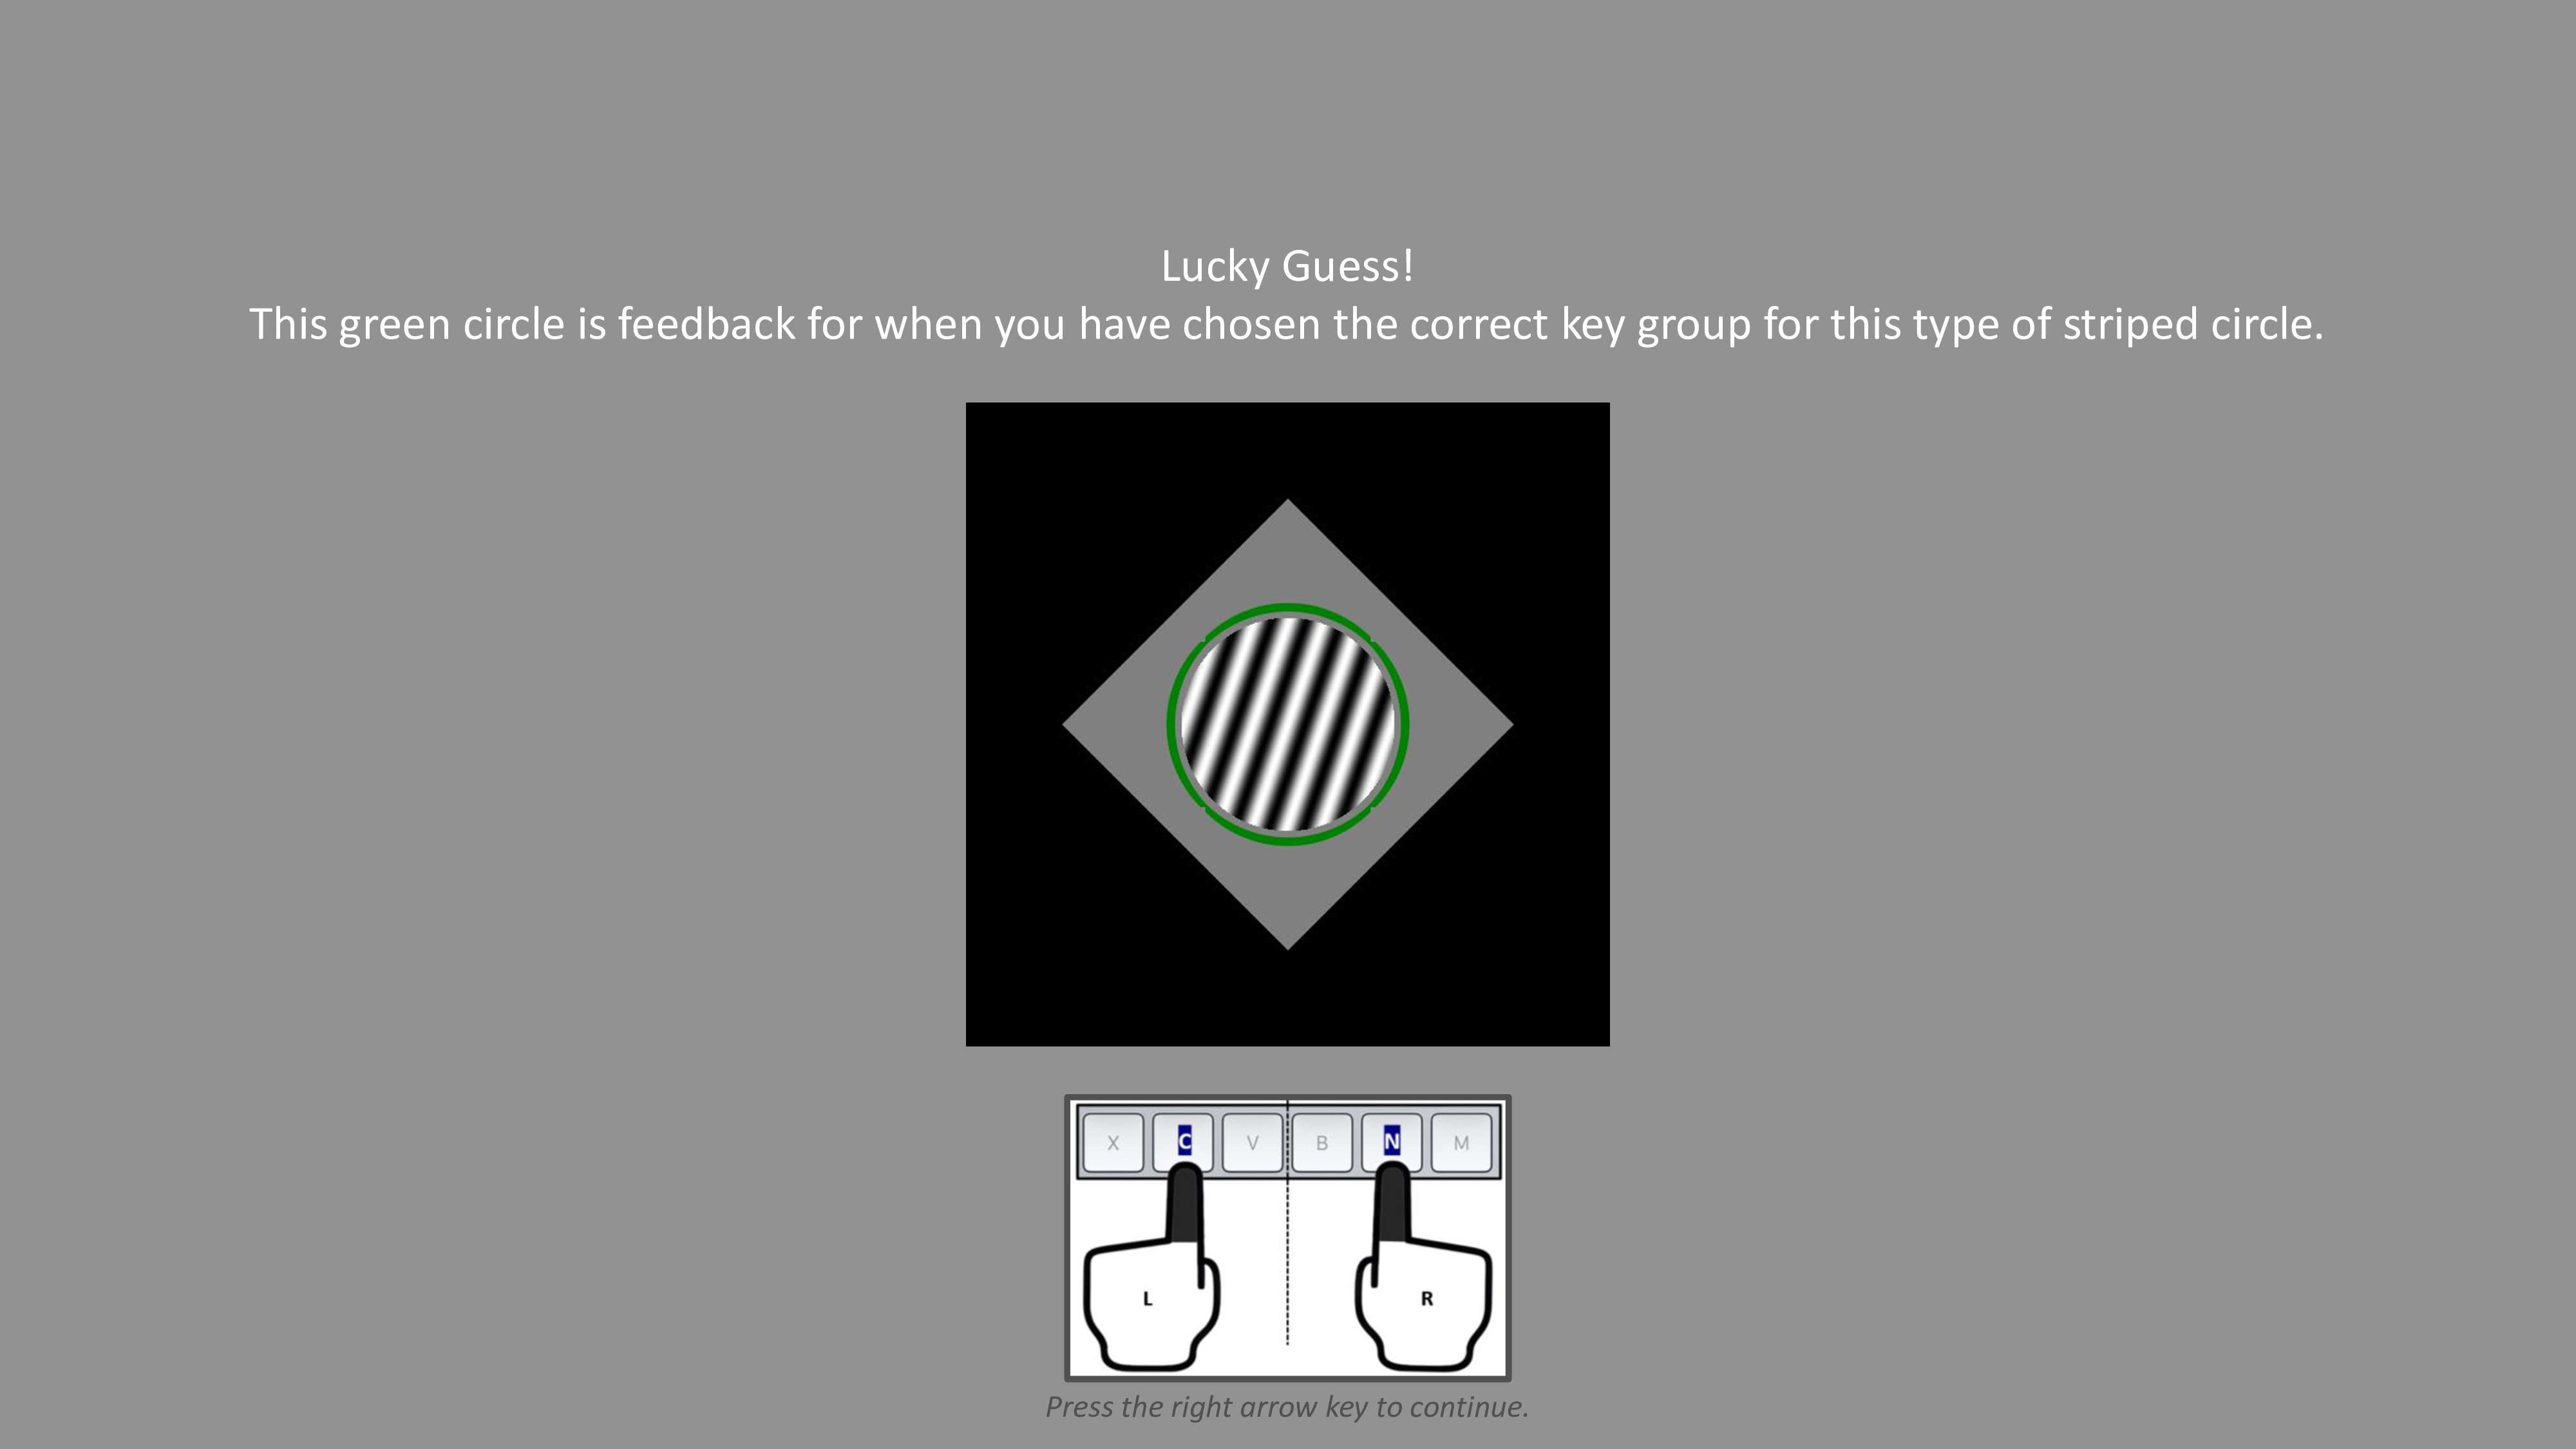 Lucky Guess!
This green circle is feedback for when you have chosen the correct key group for this type of striped circle.
X C V B N M
L R
Press the right arrow key to continue.